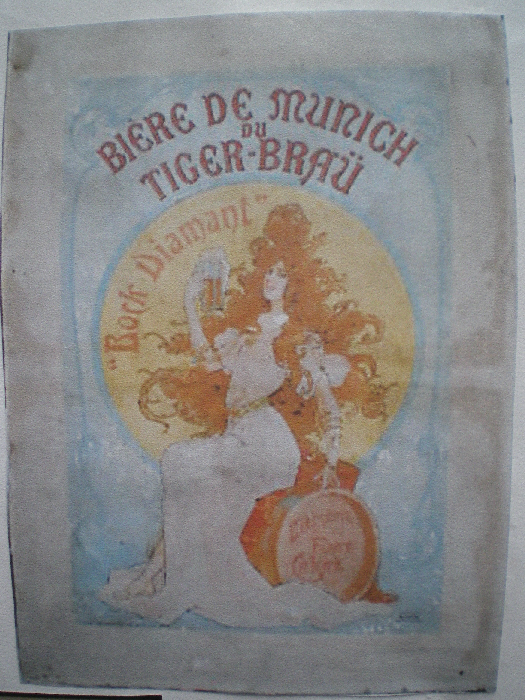 BIÈRE DE MUNICH
DU
TIGER-BRAÜ
"Bock Diamant"